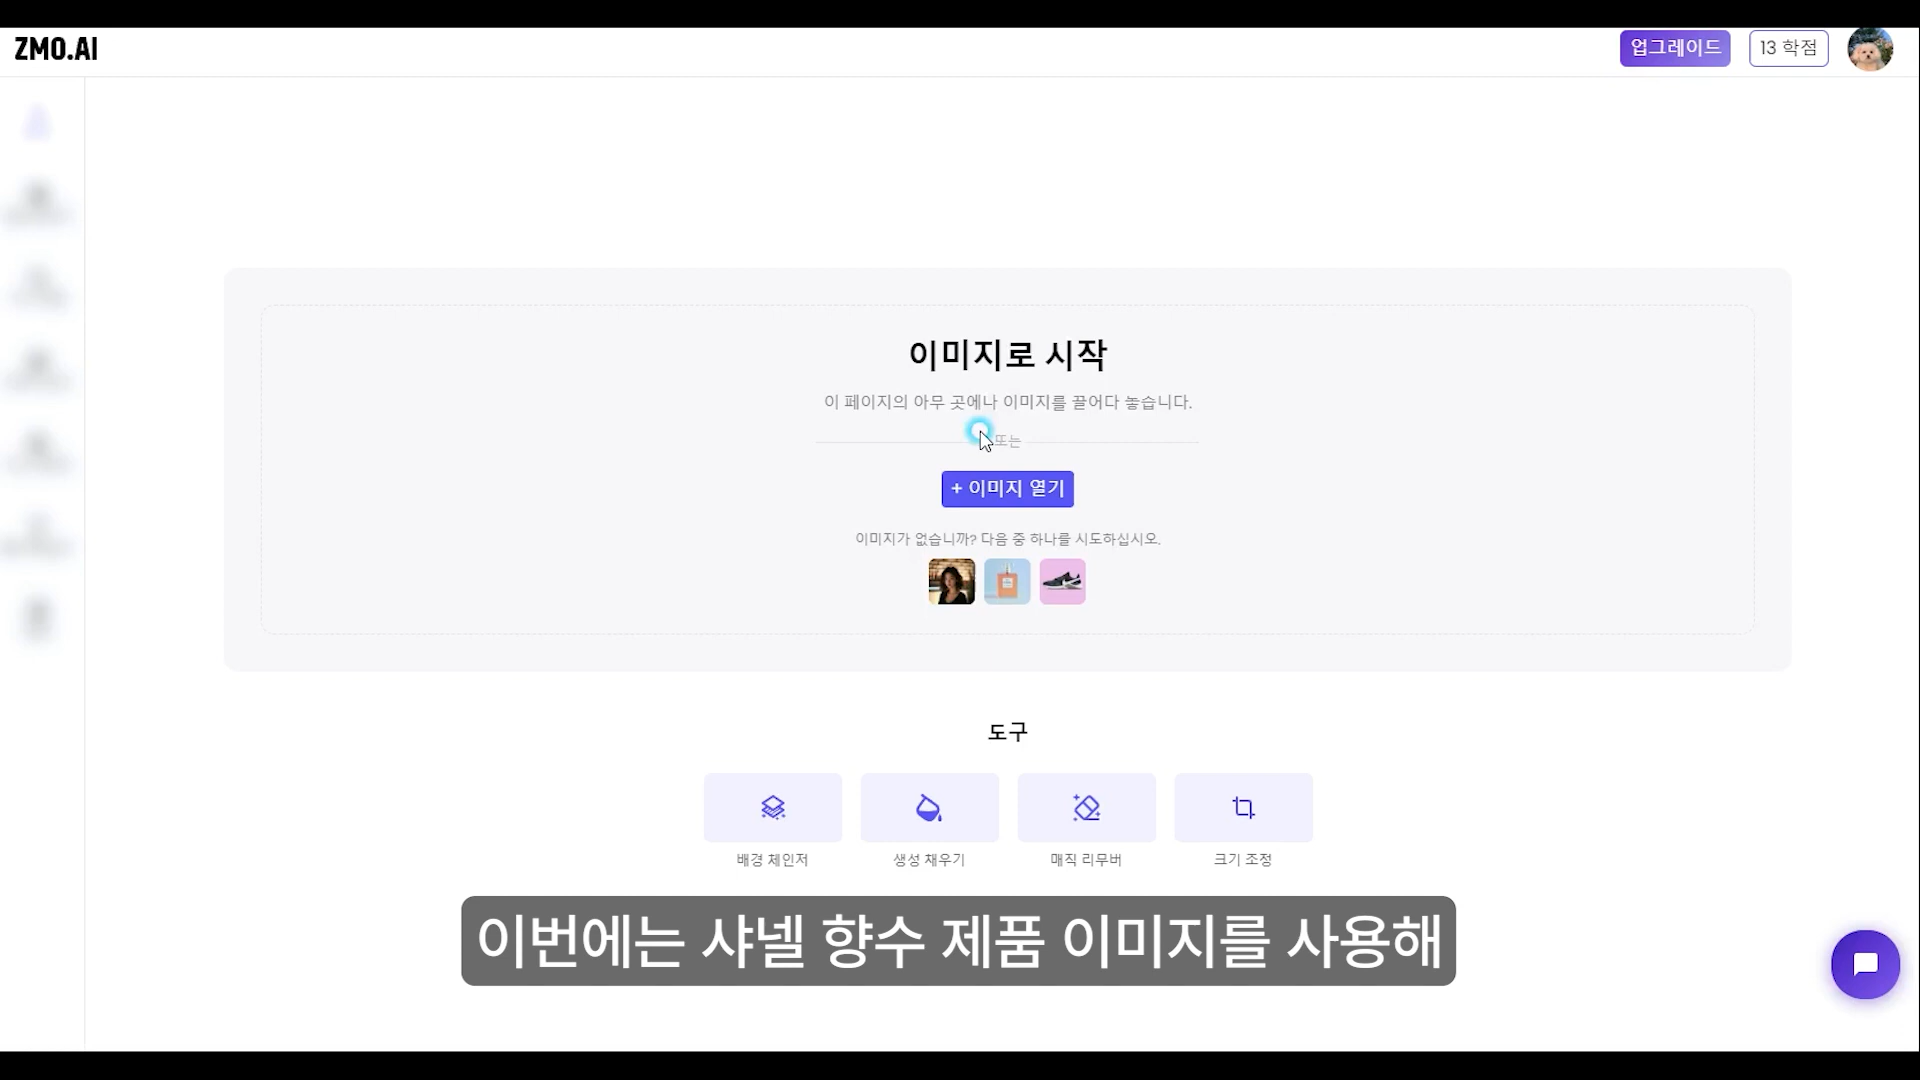 ZMO.AI
업그레이드
13 학점
이미지로 시작
이 페이지의 아무 곳에나 이미지를 끌어다 놓습니다.
또는
+ 이미지 열기
이미지가 없습니까? 다음 중 하나를 시도하십시오.
도구
배경 체인저
생성 채우기
매직 리무버
크기 조정
이번에는 샤넬 향수 제품 이미지를 사용해